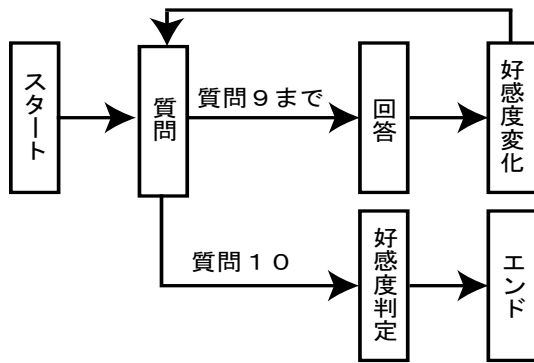 スタート
質問
質問９まで
回答
好感度変化
質問１０
好感度判定
エンド